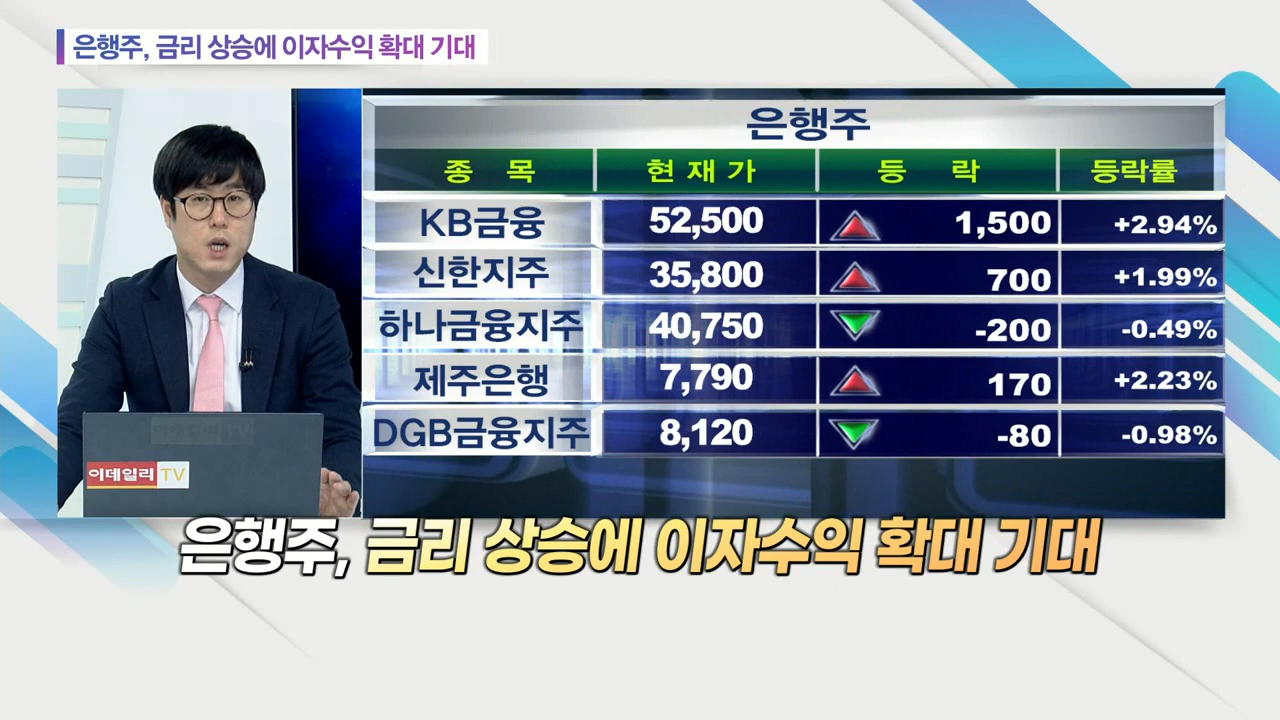 은행주, 금리 상승에 이자수익 확대 기대
은행주
종 목 현 재 가 등 락 등락률
KB금융 52,500 1,500 +2.94%
신한지주 35,800 700 +1.99%
하나금융지주 40,750 -200 -0.49%
제주은행 7,790 170 +2.23%
DGB금융지주 8,120 -80 -0.98%
이데일리 TV
은행주, 금리 상승에 이자수익 확대 기대